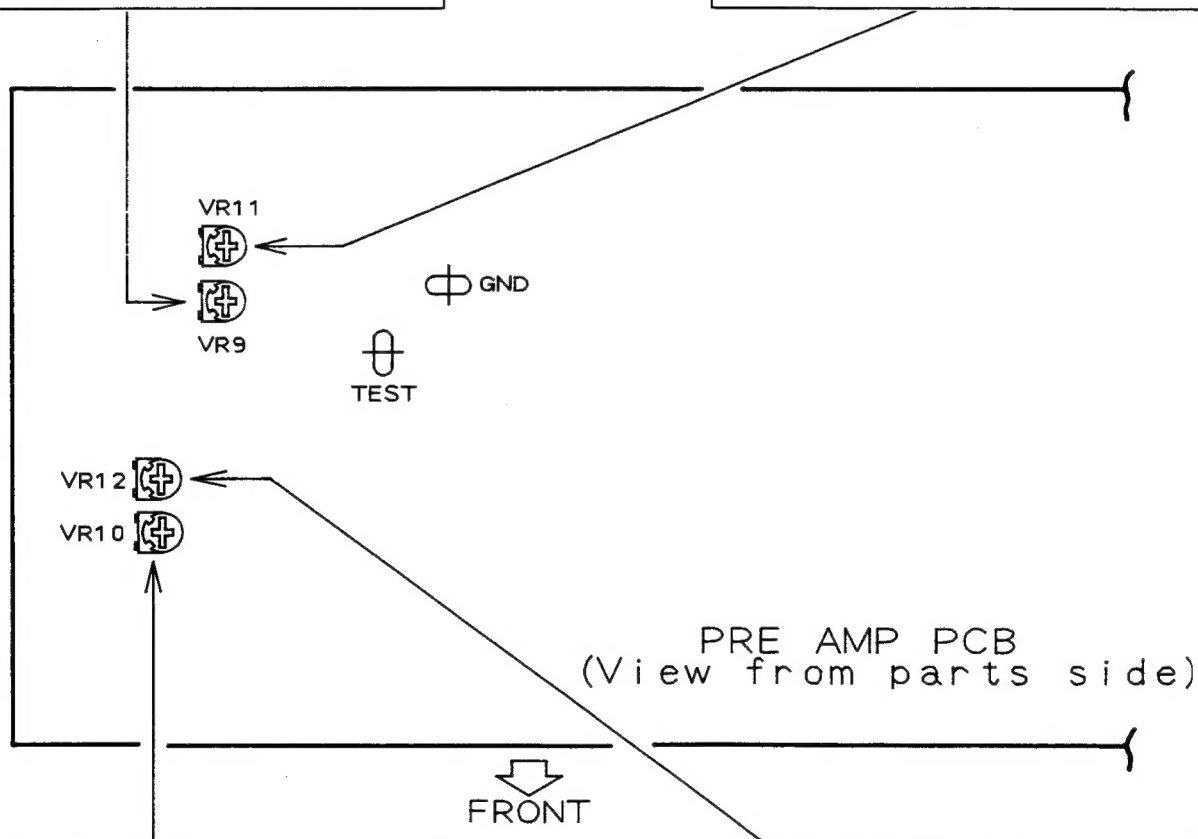 VR11
GND
VR9
TEST
VR12
VR10
PRE AMP PCB
(View from parts side)
FRONT